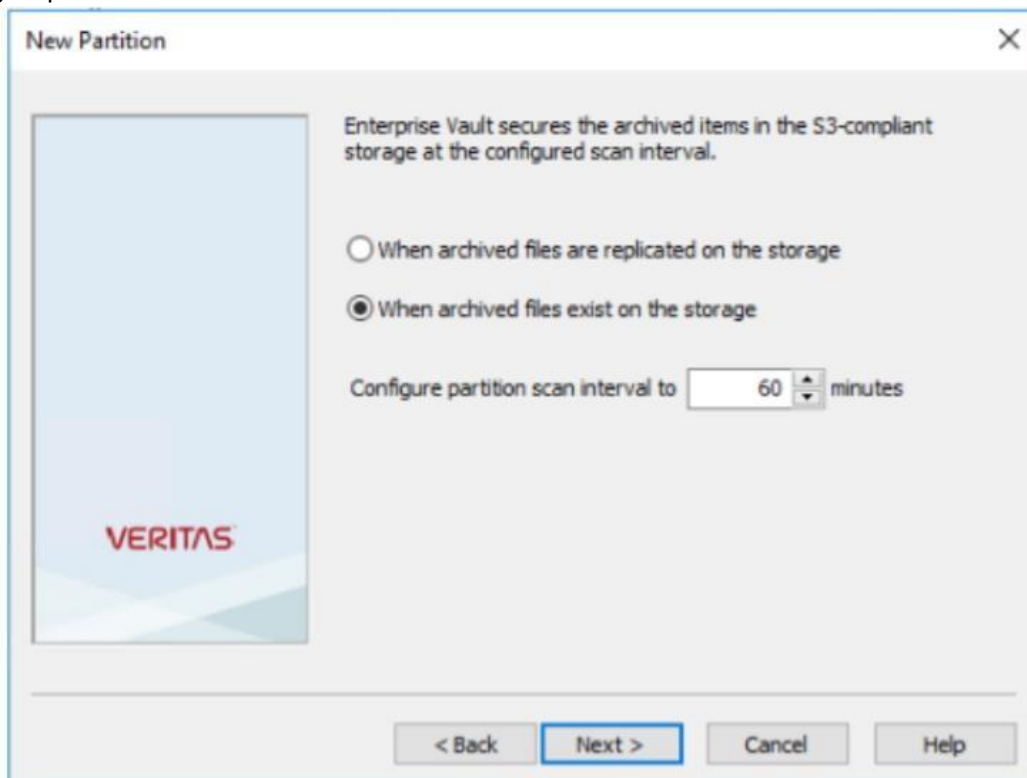 New Partition
Enterprise Vault secures the archived items in the S3-compliant
storage at the configured scan interval.
When archived files are replicated on the storage
When archived files exist on the storage
Configure partition scan interval to 60 minutes
VERITAS
< Back Next > Cancel Help